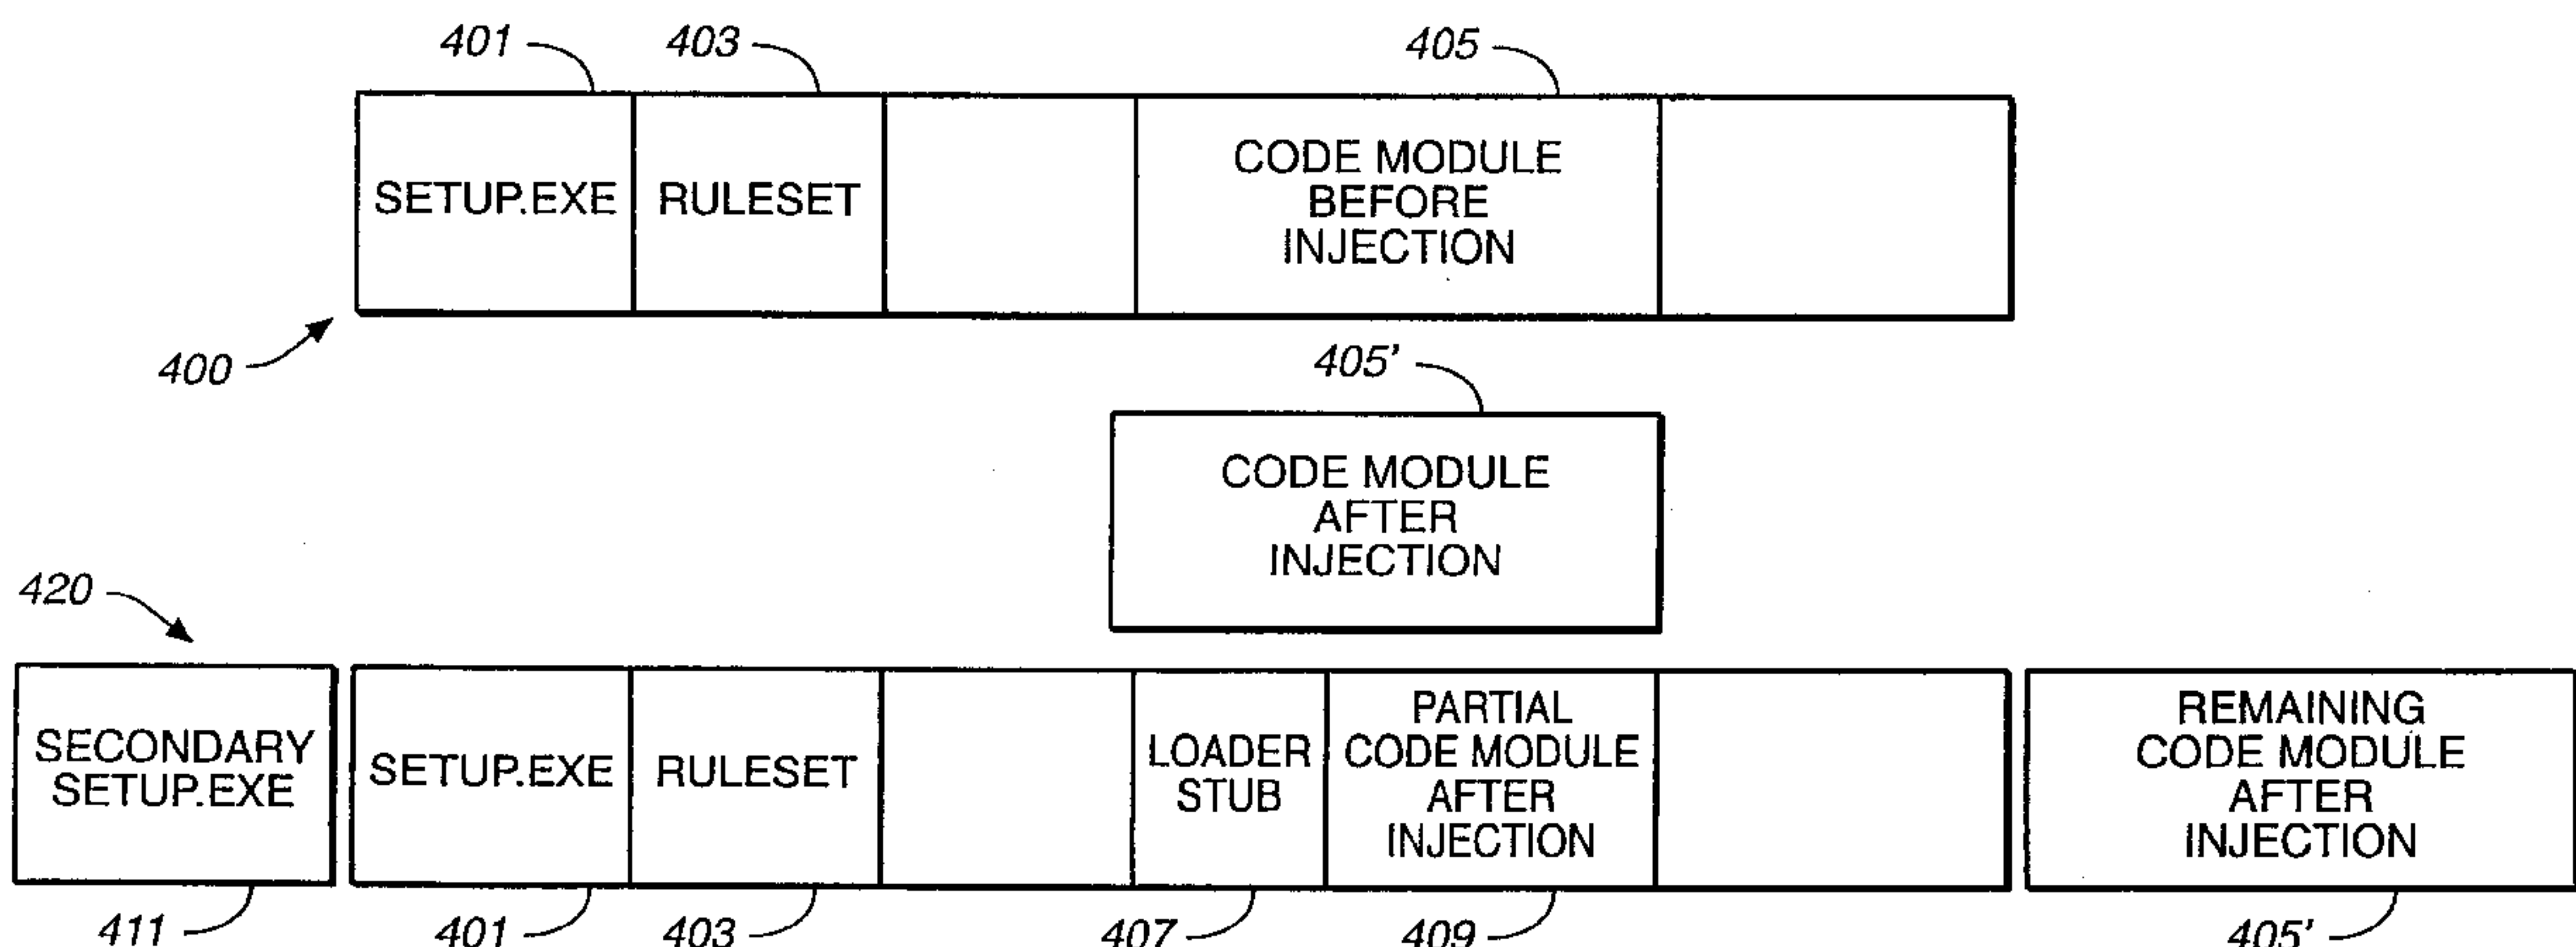 401
403
405
SETUP.EXE
RULESET
CODE MODULE
BEFORE
INJECTION
400
405'
CODE MODULE
AFTER
INJECTION
420
SECONDARY
SETUP.EXE
SETUP.EXE
RULESET
LOADER
STUB
PARTIAL
CODE MODULE
AFTER
INJECTION
REMAINING
CODE MODULE
AFTER
INJECTION
411
401
403
407
409
405'